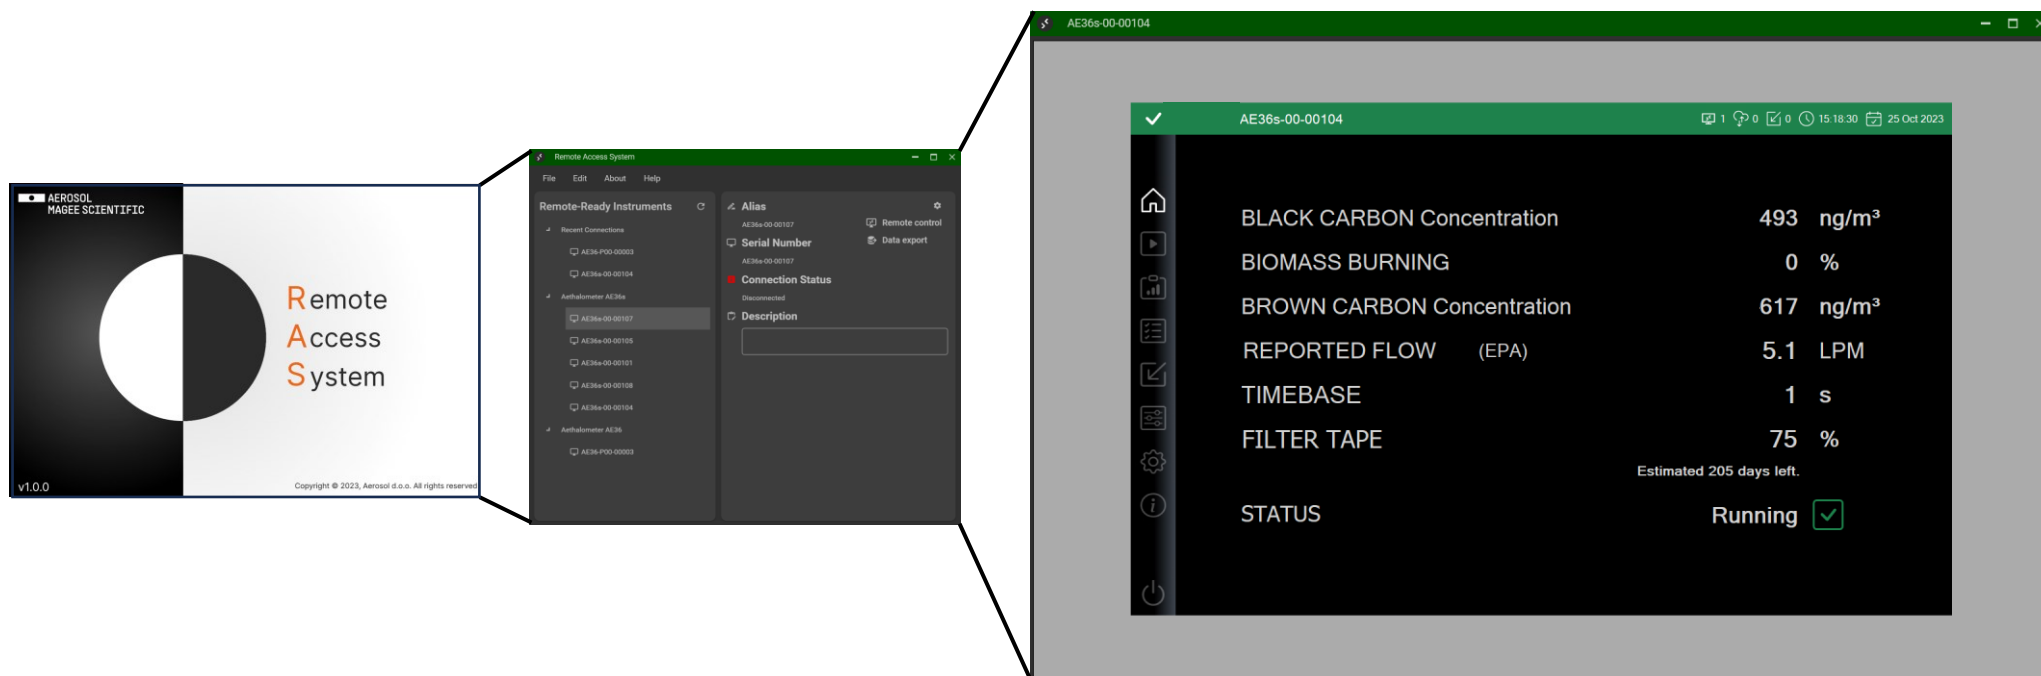 AEROSOL
MAGEE SCIENTIFIC
Remote
Access
System
v1.0.0
Copyright © 2023, Aerosol d.o.o. All rights reserved
Remote Access System
File Edit About Help
Remote-Ready Instruments
Recent Connections
AE36-P00-00003
AE36s-00-00104
Aethalometer AE36s
AE36s-00-00107
AE36s-00-00105
AE36s-00-00101
AE36s-00-00108
AE36s-00-00104
Aethalometer AE36
AE36-P00-00003
Alias
AE36s-00-00107
Remote control
Data export
Serial Number
AE36s-00-00107
Connection Status
Disconnected
Description
AE36s-00-00104
AE36s-00-00104 1 0 0 15:18:30 25 Oct 2023
BLACK CARBON Concentration 493 ng/m³
BIOMASS BURNING 0 %
BROWN CARBON Concentration 617 ng/m³
REPORTED FLOW (EPA) 5.1 LPM
TIMEBASE 1 s
FILTER TAPE 75 %
Estimated 205 days left.
STATUS Running